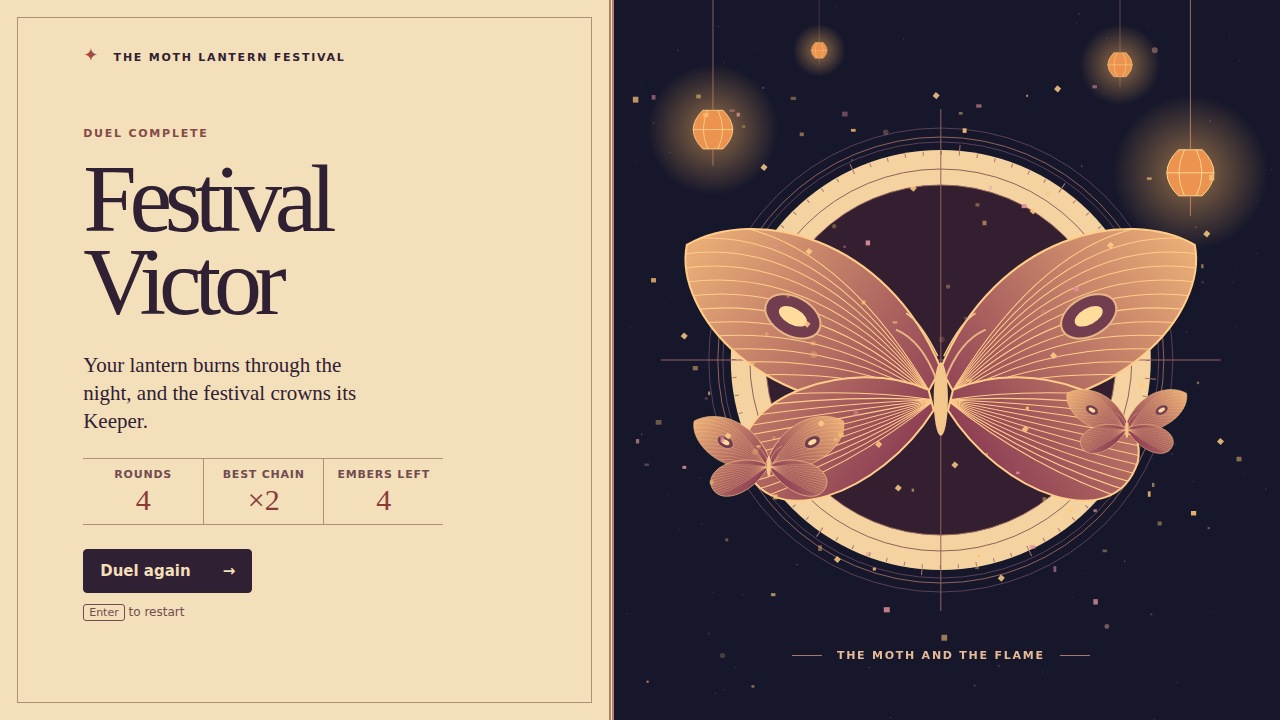 ✦ THE MOTH LANTERN FESTIVAL
DUEL COMPLETE
Festival
Victor
Your lantern burns through the
night, and the festival crowns its
Keeper.
ROUNDS BEST CHAIN EMBERS LEFT
4 ×2 4
Duel again →
Enter to restart
THE MOTH AND THE FLAME